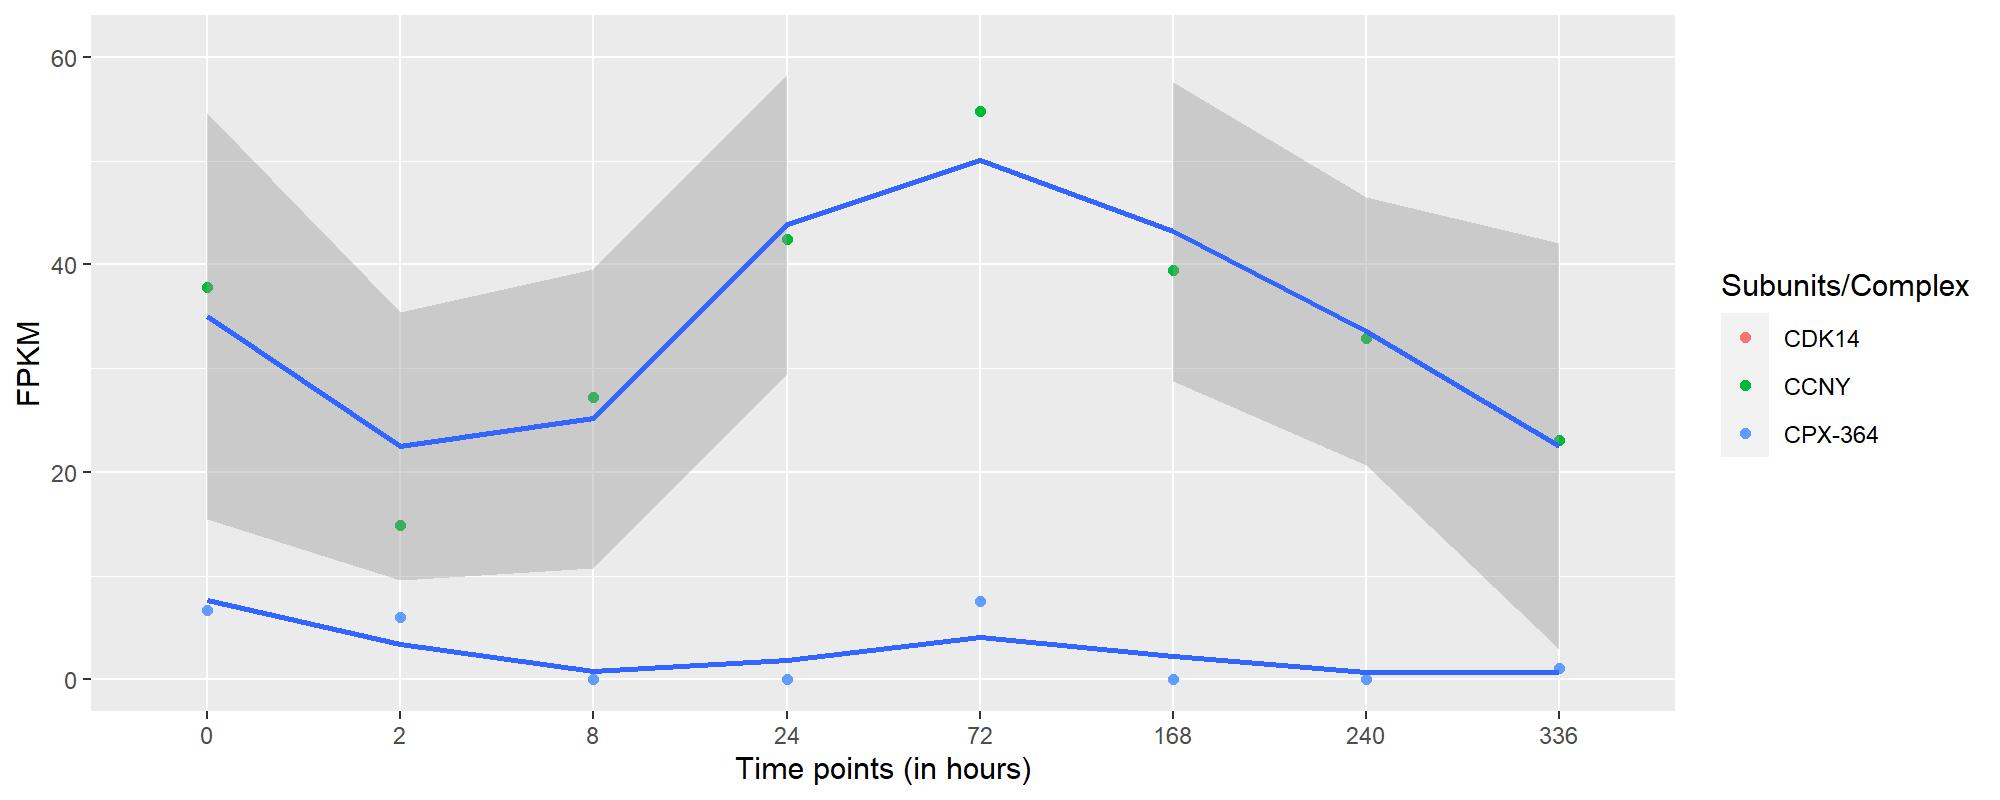 60
40
20
0
FPKM
0 2 8 24 72 168 240 336
Time points (in hours)
Subunits/Complex
CDK14
CCNY
CPX-364